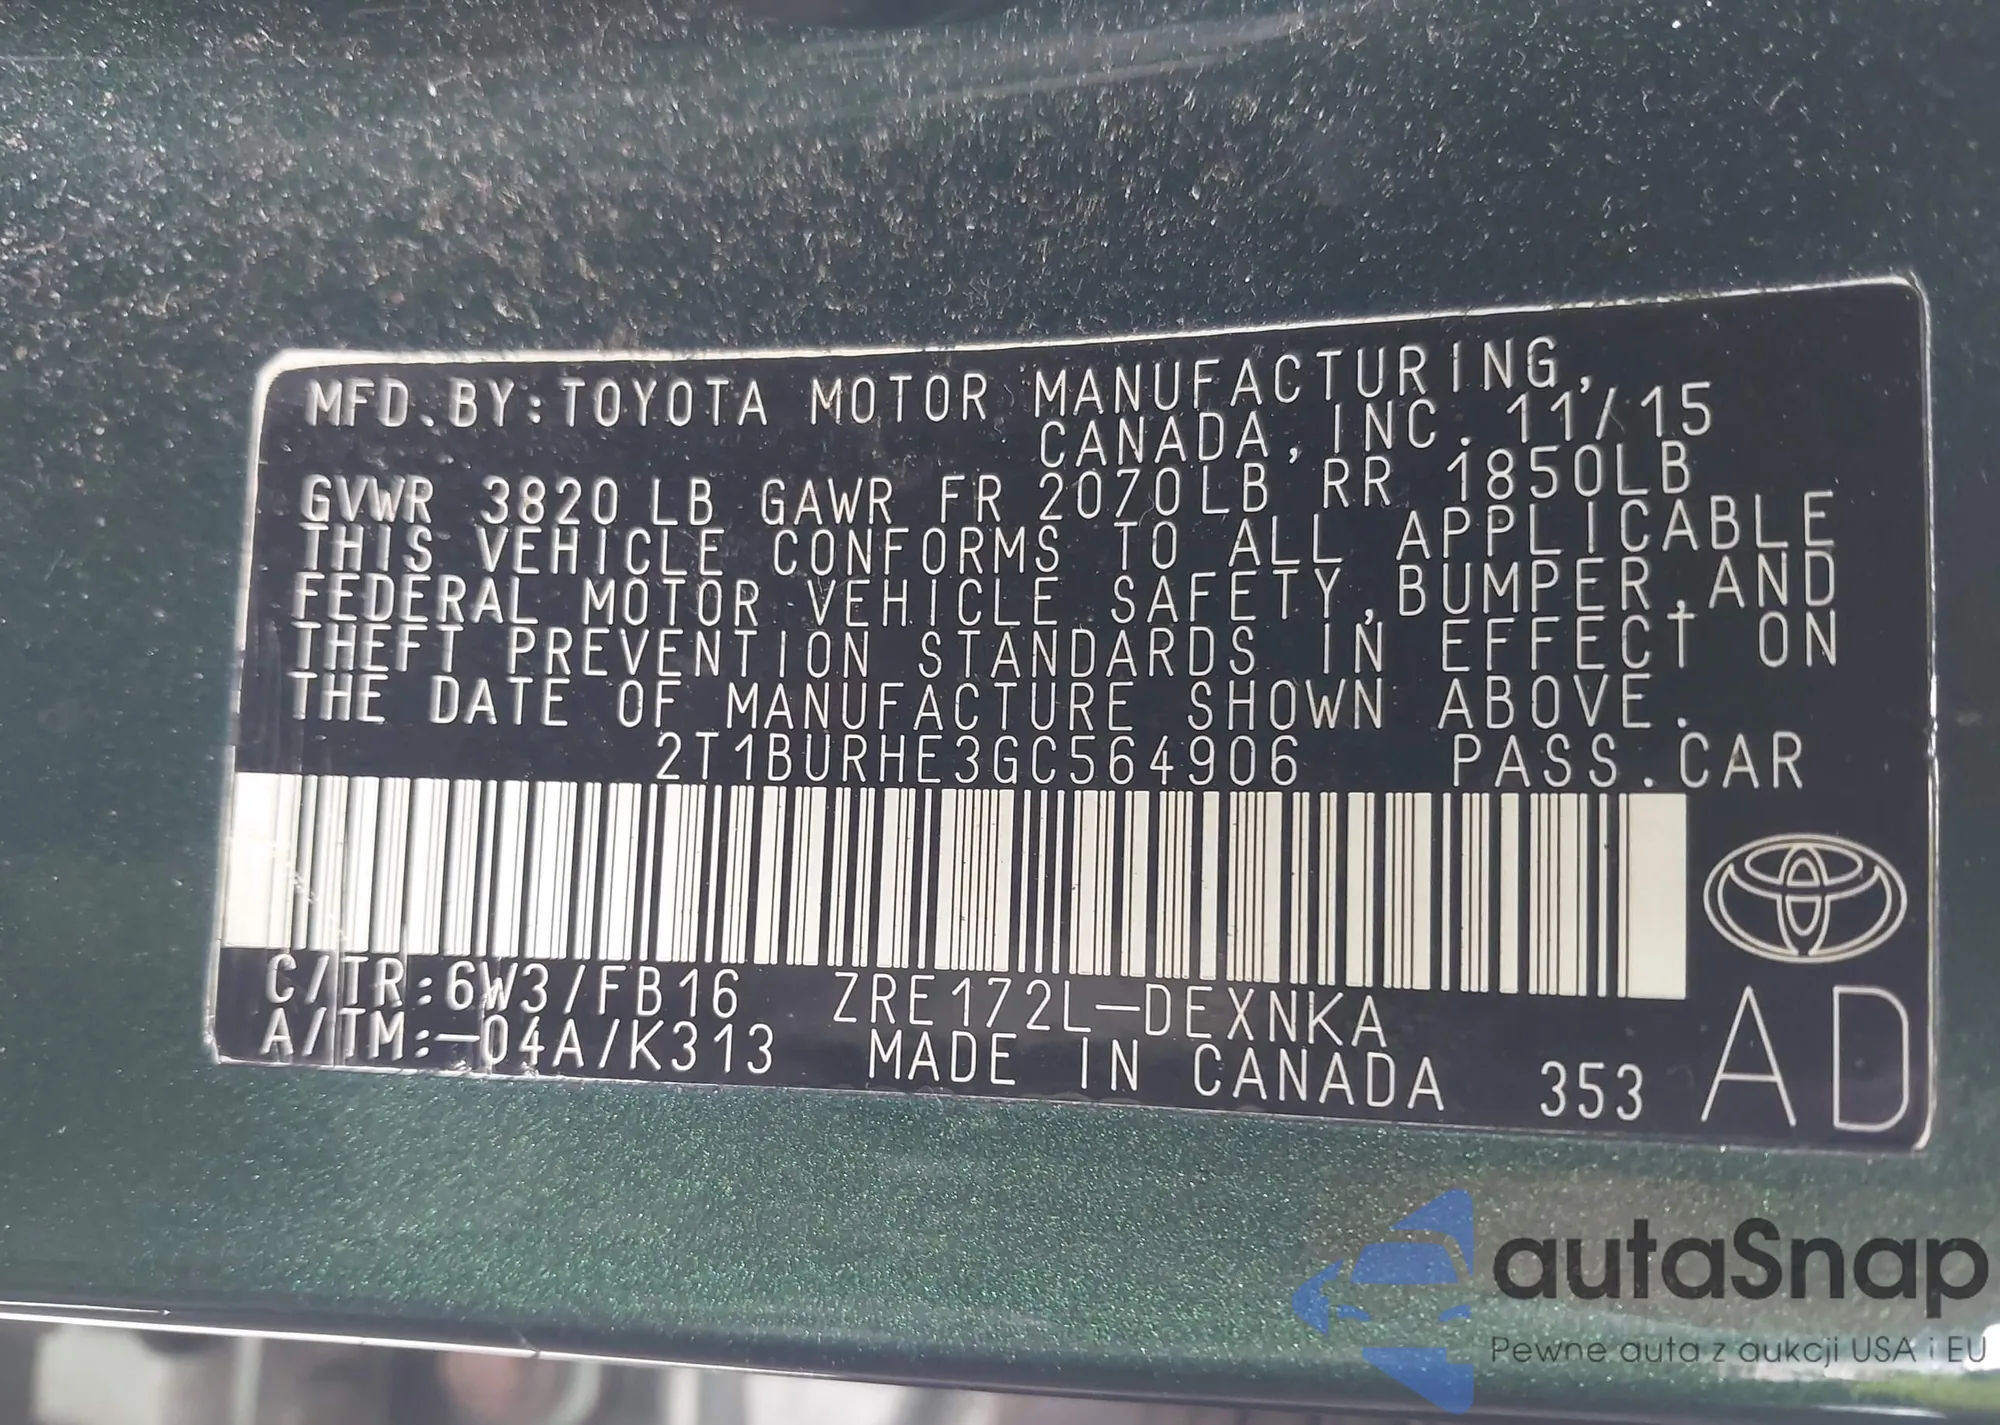 MFD.BY:TOYOTA MOTOR MANUFACTURING,
CANADA,INC. 11/15
GVWR 3820LB GAWR FR 2070LB RR 1850LB
THIS VEHICLE CONFORMS TO ALL APPLICABLE
FEDERAL MOTOR VEHICLE SAFETY,BUMPER,AND
THEFT PREVENTION STANDARDS IN EFFECT ON
THE DATE OF MANUFACTURE SHOWN ABOVE.
2T1BURHE3GC564906 PASS.CAR
C/TR:6W3/FB16 ZRE172L-DEXNKA
A/TM:-04A/K313 MADE IN CANADA 353
AD
autaSnap
Pewne auta z aukcji USA i EU